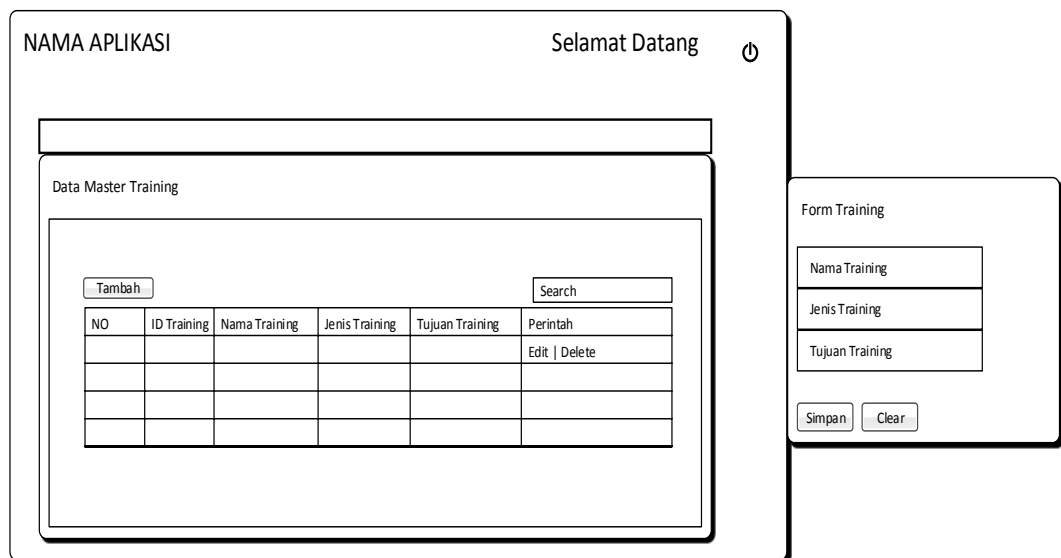 NAMA APLIKASI Selamat Datang
Data Master Training
Tambah Search
NO ID Training Nama Training Jenis Training Tujuan Training Perintah
Edit | Delete
Form Training
Nama Training
Jenis Training
Tujuan Training
Simpan Clear